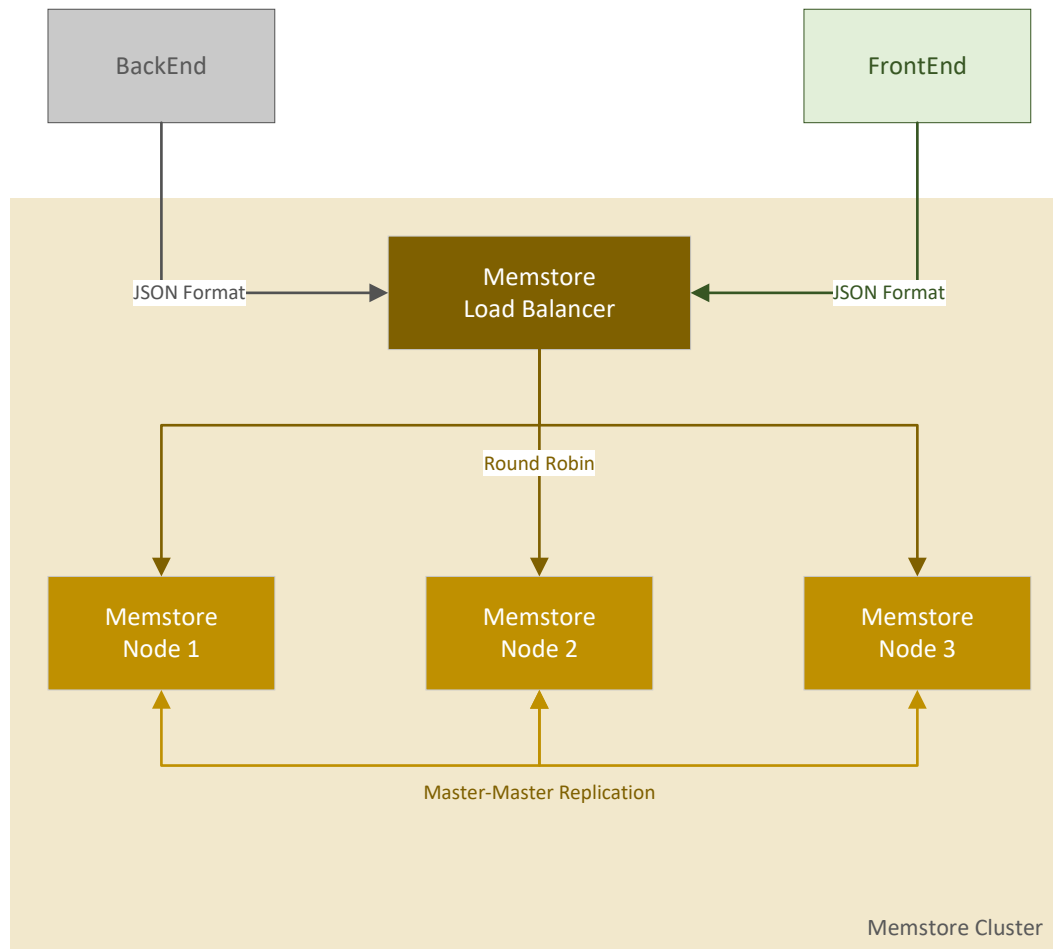 BackEnd
FrontEnd
Memstore
Load Balancer
JSON Format
JSON Format
Round Robin
Memstore
Node 1
Memstore
Node 2
Memstore
Node 3
Master-Master Replication
Memstore Cluster